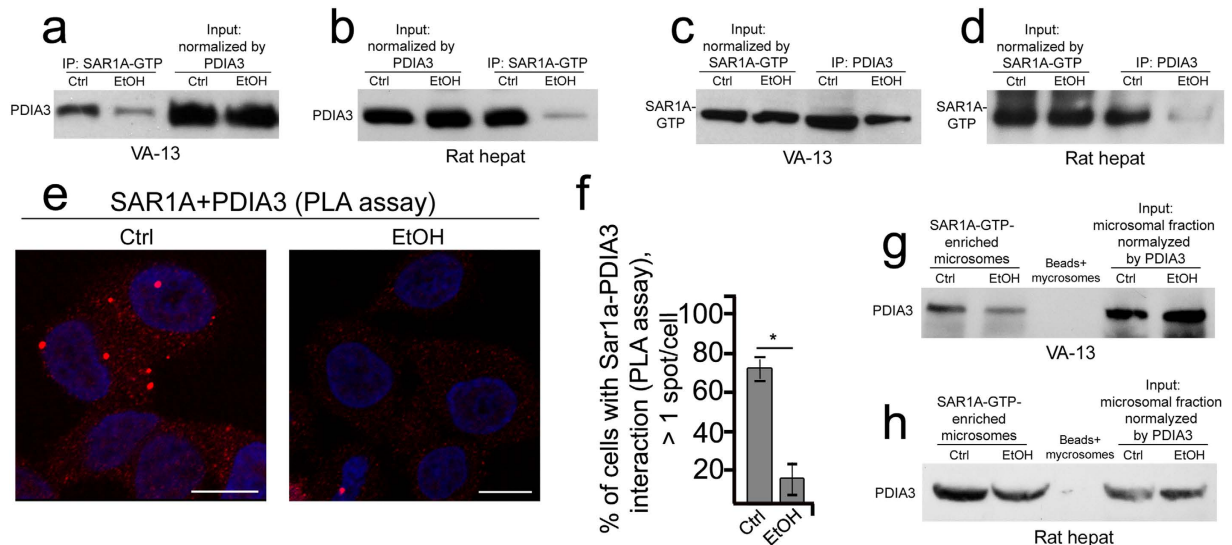 a
IP: SAR1A-GTP
Ctrl EtOH
Input:
normalized by
PDIA3
Ctrl EtOH
PDIA3
VA-13
b
Input:
normalized by
PDIA3
Ctrl EtOH
IP: SAR1A-GTP
Ctrl EtOH
PDIA3
Rat hepat
c
Input:
normalized by
SAR1A-GTP
Ctrl EtOH
IP: PDIA3
Ctrl EtOH
SAR1A-
GTP
VA-13
d
Input:
normalized by
SAR1A-GTP
Ctrl EtOH
IP: PDIA3
Ctrl EtOH
SAR1A-
GTP
Rat hepat
e
SAR1A+PDIA3 (PLA assay)
Ctrl EtOH
f
% of cells with Sar1a-PDIA3
interaction (PLA assay),
> 1 spot/cell
100
80
60
40
20
*
Ctrl
EtOH
g
SAR1A-GTP-
enriched
microsomes
Ctrl EtOH
Beads+
mycrosomes
Input:
microsomal fraction
normalyzed
by PDIA3
Ctrl EtOH
PDIA3
VA-13
h
SAR1A-GTP-
enriched
microsomes
Ctrl EtOH
Beads+
mycrosomes
Input:
microsomal fraction
normalyzed
by PDIA3
Ctrl EtOH
PDIA3
Rat hepat